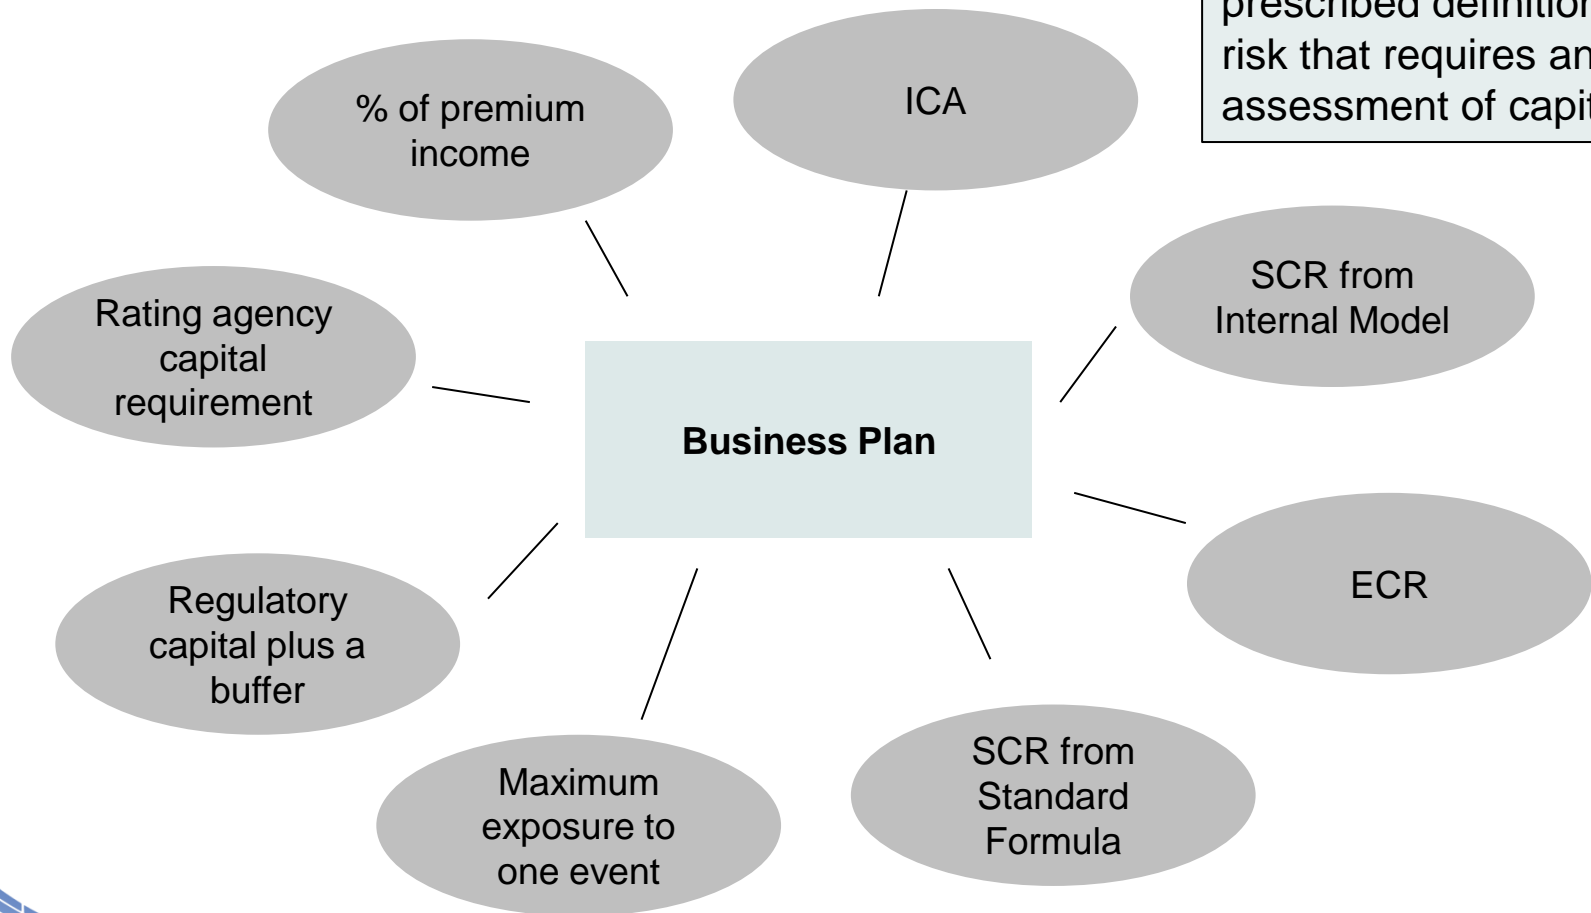 prescribed definition
risk that requires an
assessment of capit
% of premium
income
ICA
SCR from
Internal Model
Rating agency
capital
requirement
Business Plan
ECR
Regulatory
capital plus a
buffer
SCR from
Standard
Formula
Maximum
exposure to
one event